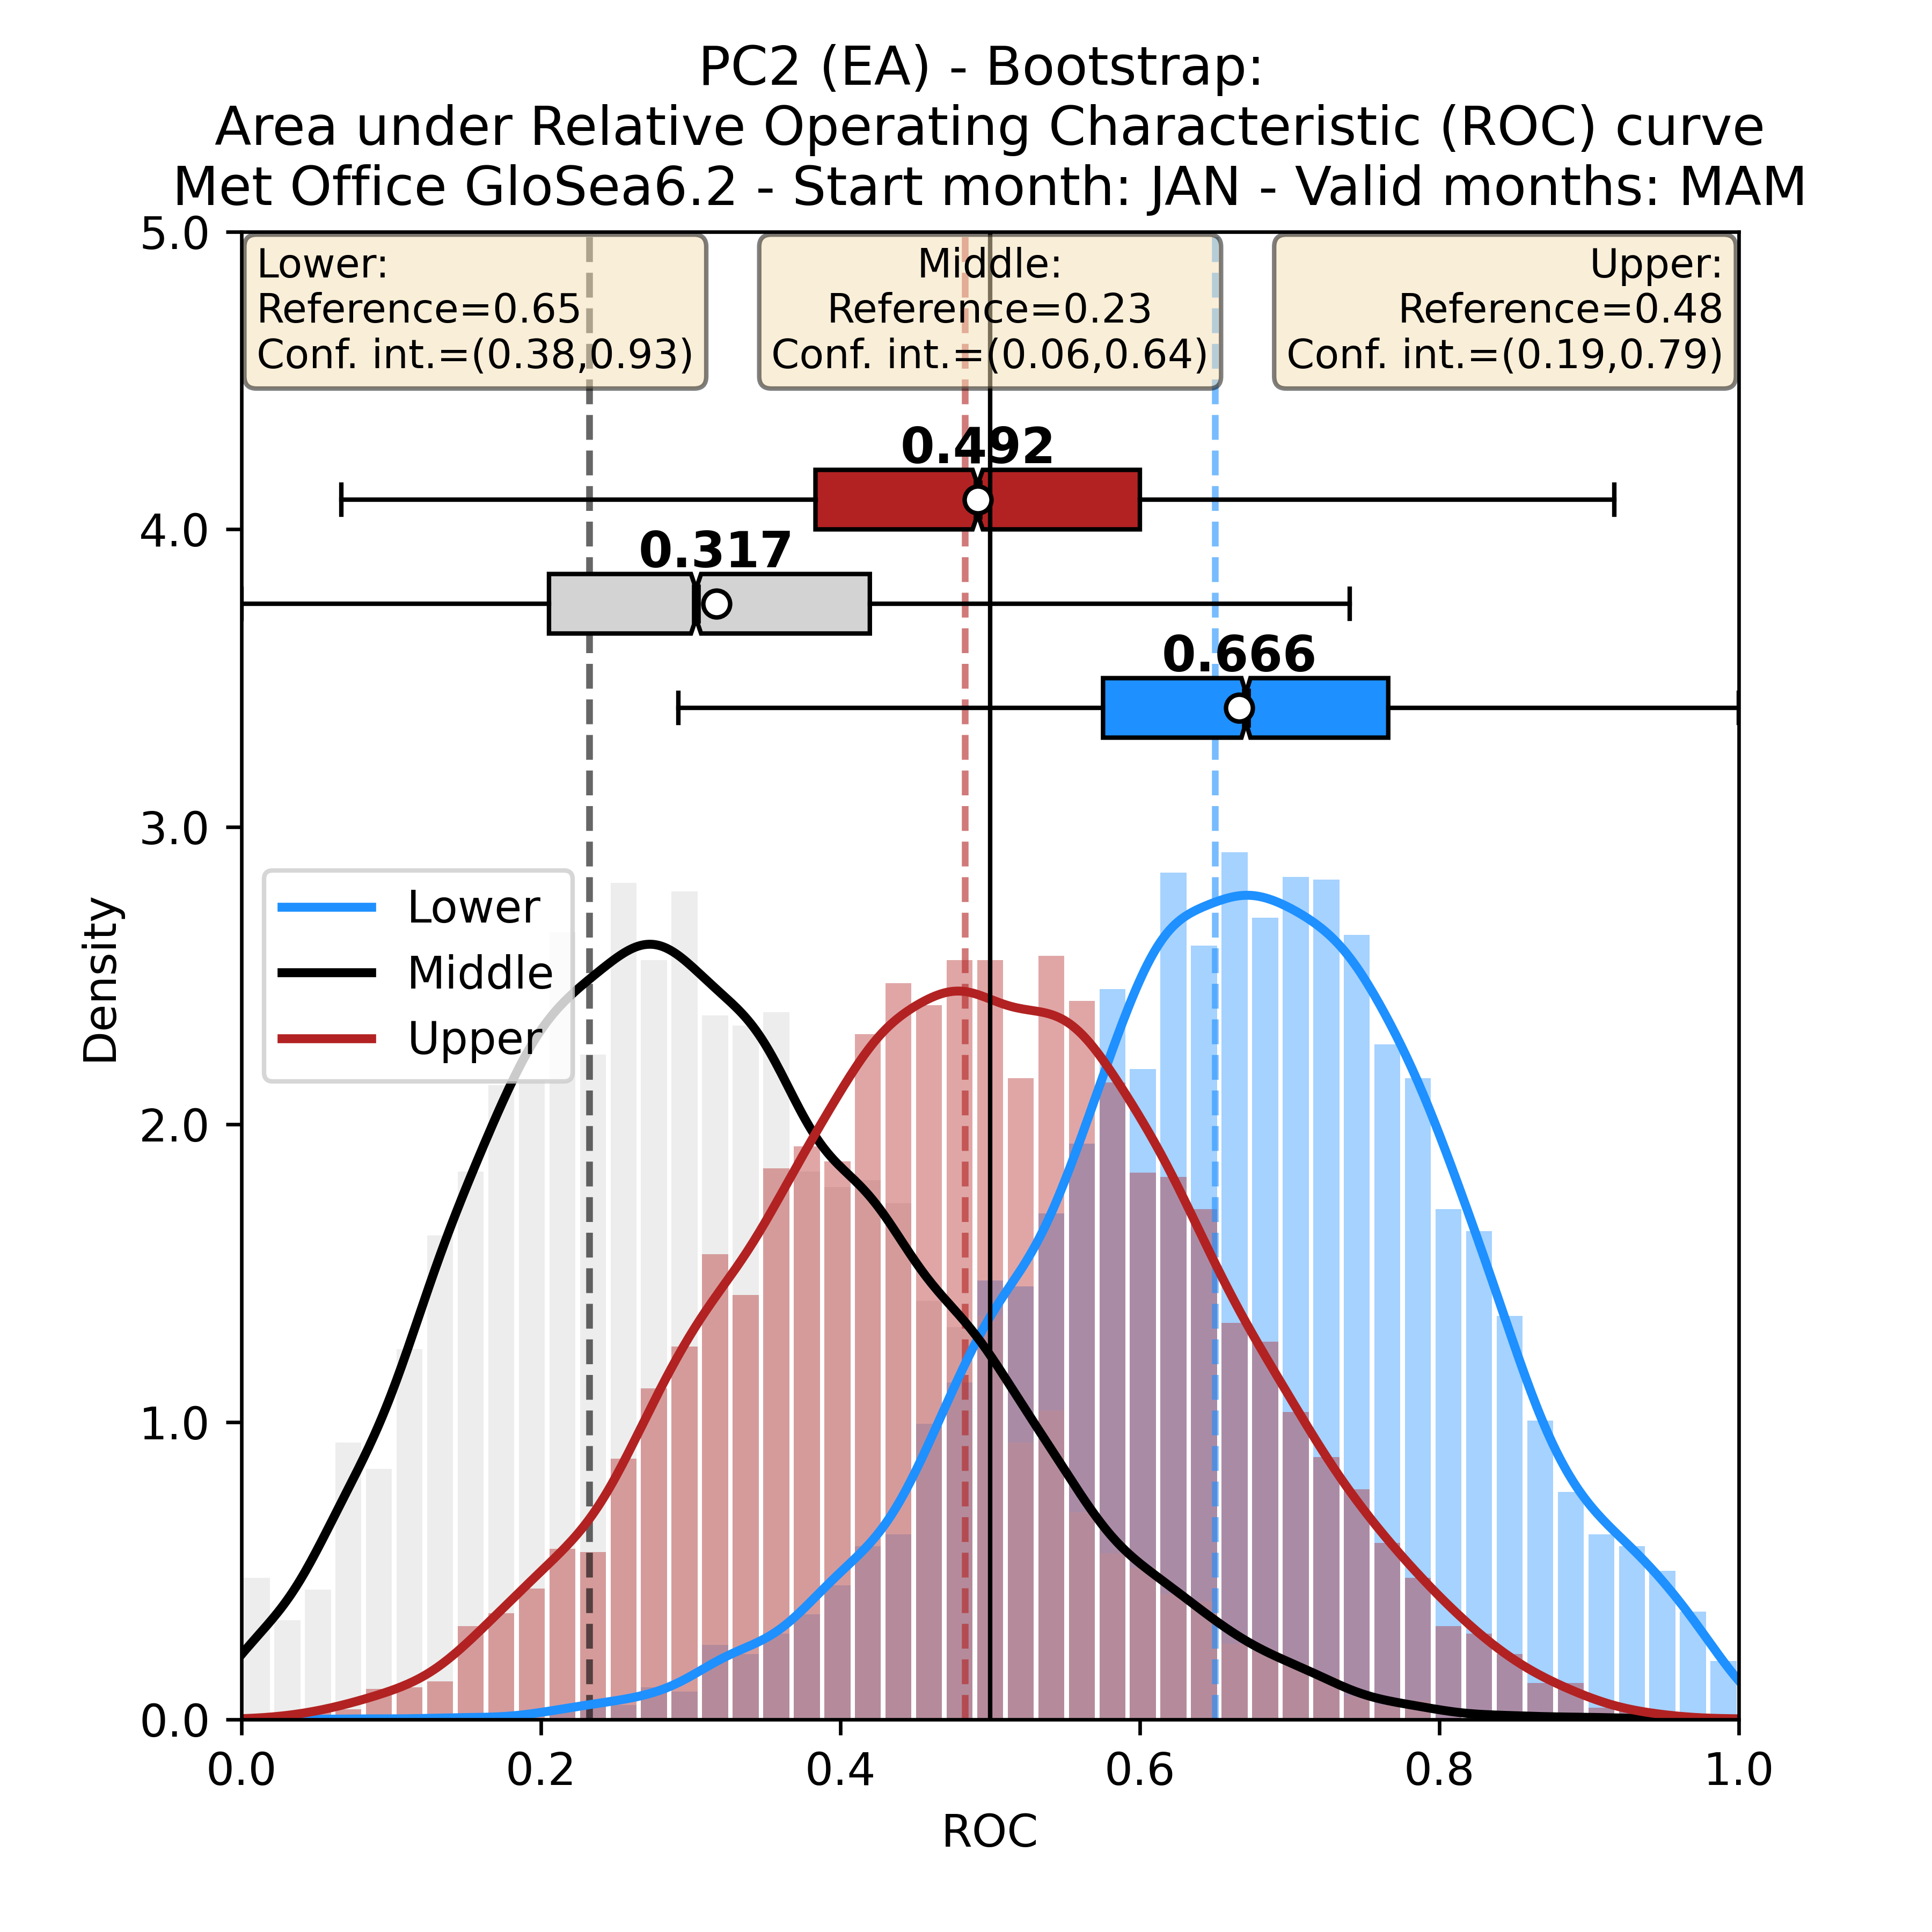 PC2 (EA) - Bootstrap:
Area under Relative Operating Characteristic (ROC) curve
Met Office GloSea6.2 - Start month: JAN - Valid months: MAM
Lower:
Reference=0.65
Conf. int.=(0.38,0.93)
Middle:
Reference=0.23
Conf. int.=(0.06,0.64)
Upper:
Reference=0.48
Conf. int.=(0.19,0.79)
0.492
0.317
0.666
Lower
Middle
Upper
Density
5.0
4.0
3.0
2.0
1.0
0.0
0.0
0.2
0.4
0.6
0.8
1.0
ROC